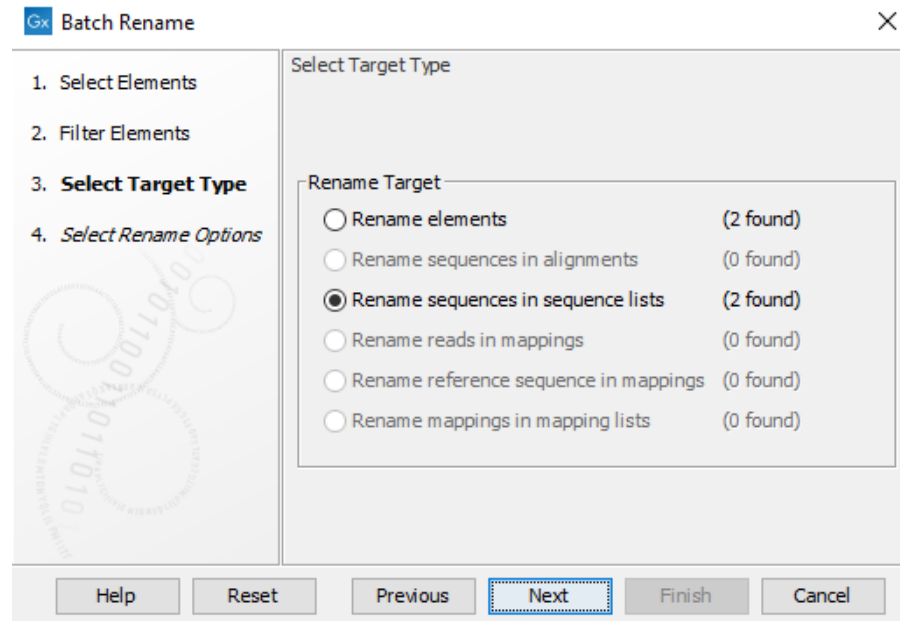 Gx Batch Rename
1. Select Elements
2. Filter Elements
3. Select Target Type
4. Select Rename Options
Select Target Type
Rename Target
Rename elements (2 found)
Rename sequences in alignments (0 found)
Rename sequences in sequence lists (2 found)
Rename reads in mappings (0 found)
Rename reference sequence in mappings (0 found)
Rename mappings in mapping lists (0 found)
Help Reset Previous Next Finish Cancel